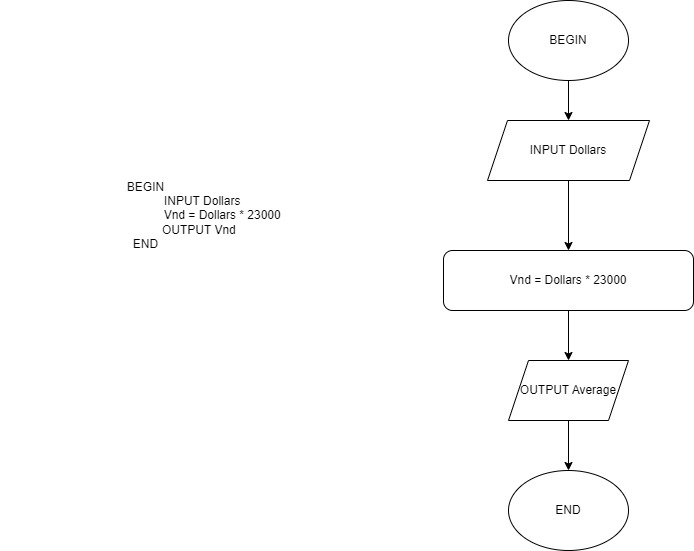 BEGIN
INPUT Dollars
Vnd = Dollars * 23000
OUTPUT Vnd
END
BEGIN
INPUT Dollars
Vnd = Dollars * 23000
OUTPUT Average
END